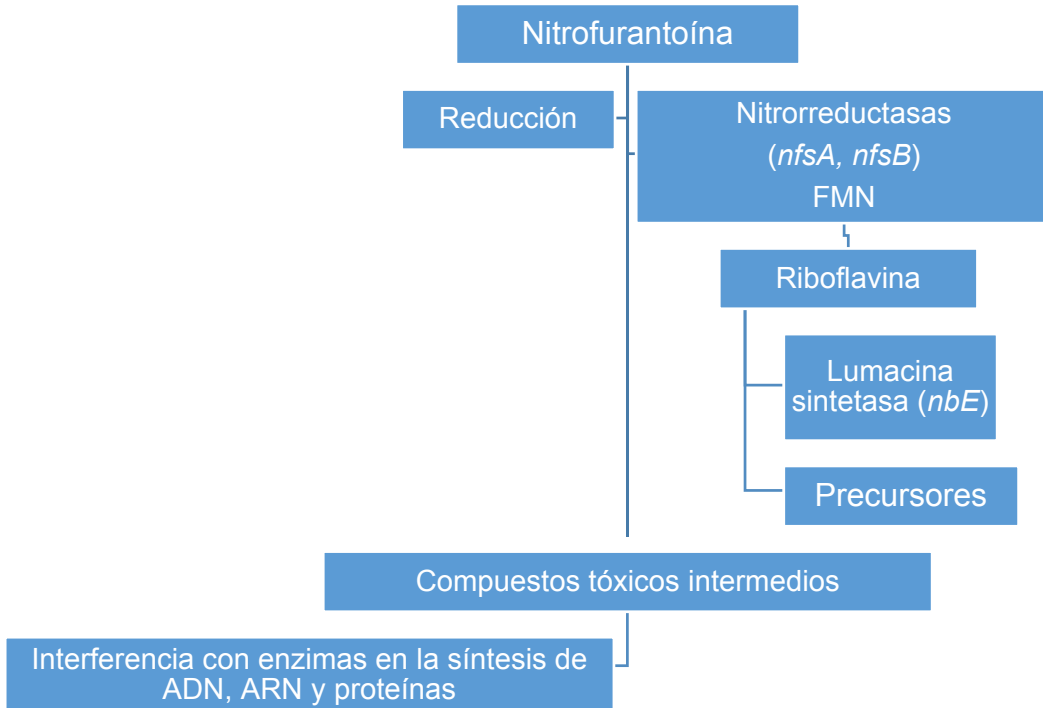 Nitrofurantoína
Reducción
Nitrorreductasas
(nfsA, nfsB)
FMN
Riboflavina
Lumacina
sintetasa (nbE)
Precursores
Compuestos tóxicos intermedios
Interferencia con enzimas en la síntesis de
ADN, ARN y proteínas